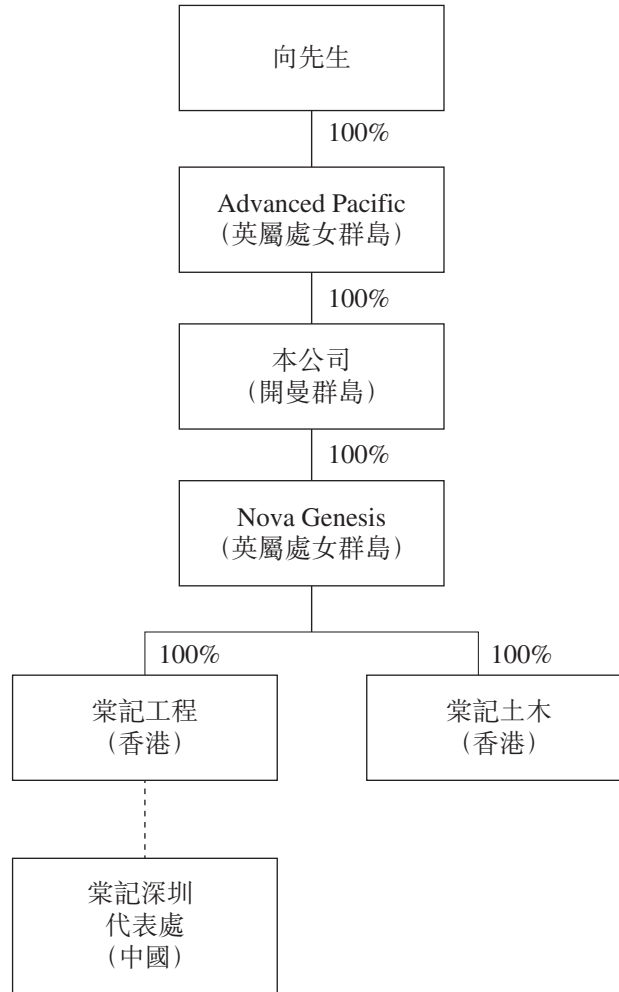 向先生
100%
Advanced Pacific
（英屬處女群島）
100%
本公司
（開曼群島）
100%
Nova Genesis
（英屬處女群島）
100%
100%
棠記工程
（香港）
棠記土木
（香港）
棠記深圳
代表處
（中國）